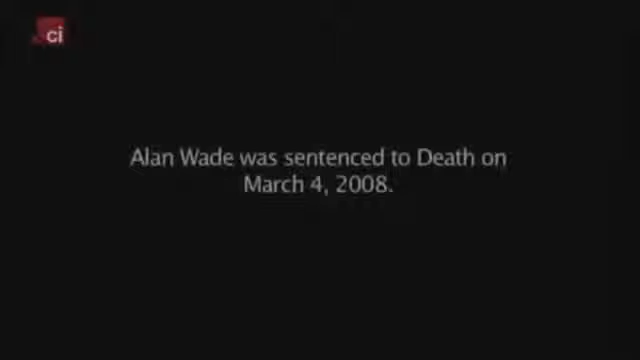 ci
Alan Wade was sentenced to Death on
March 4, 2008.